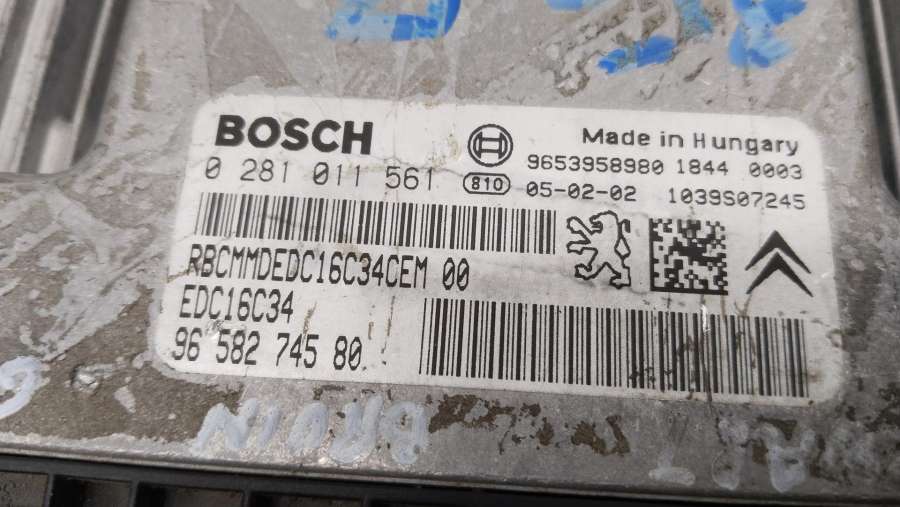 BOSCH
Made in Hungary
9653958980 1844 0003
0 281 011 561
810 05-02-02 1039S07245
RBCMMDEDC16C34CEM 00
EDC16C34
96 582 745 80